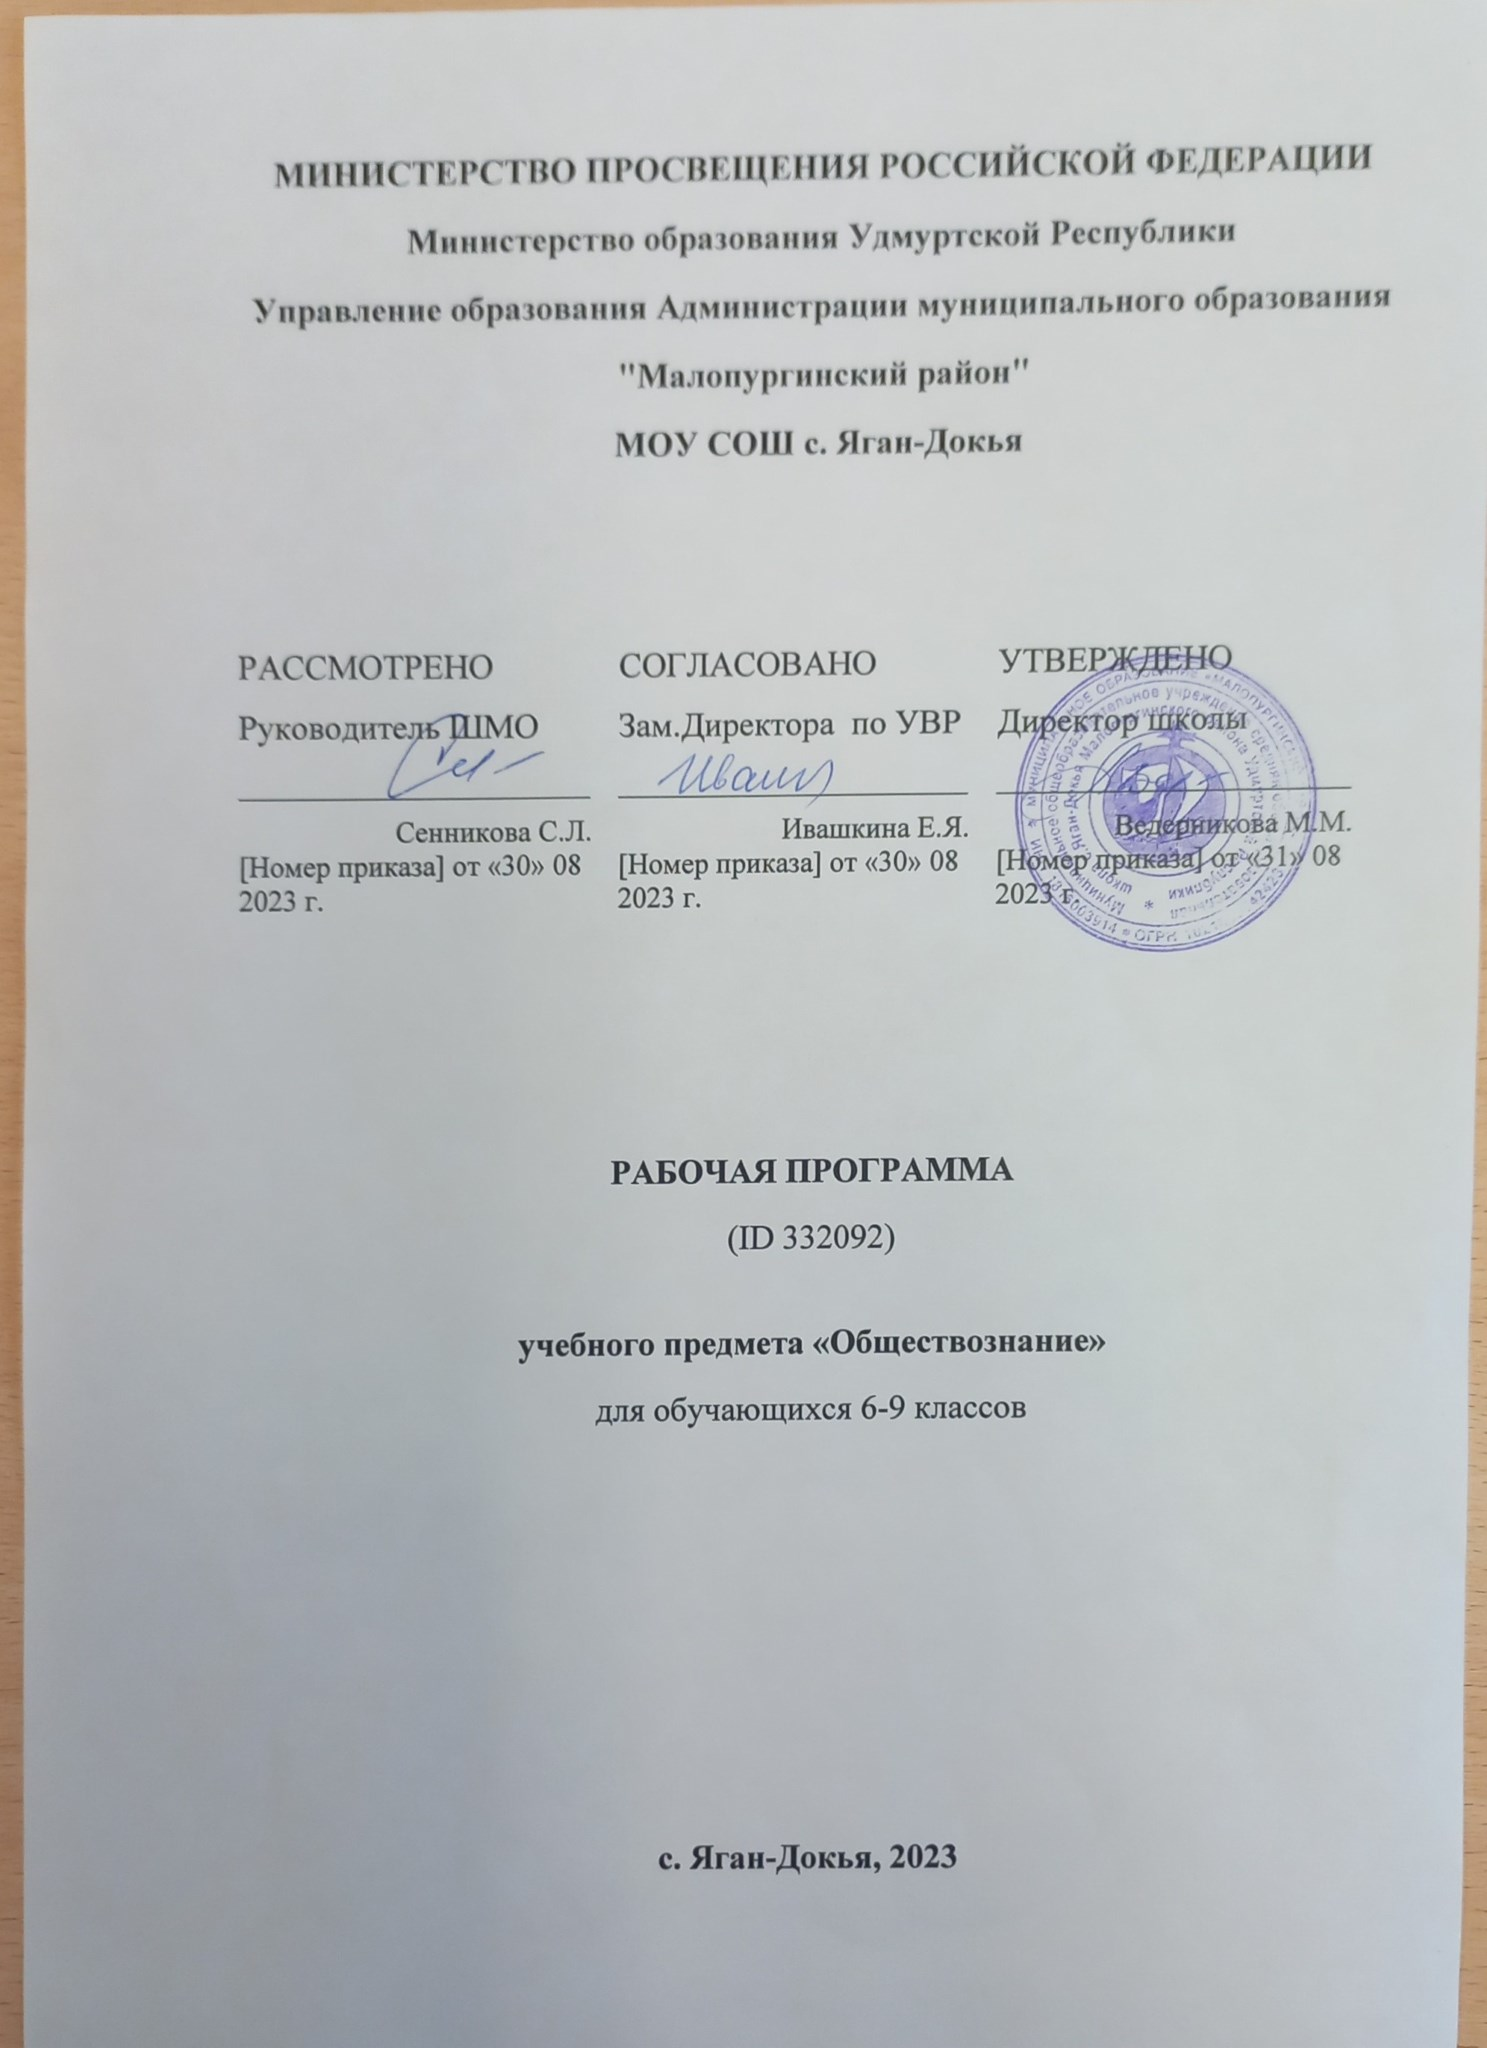 МИНИСТЕРСТВО ПРОСВЕЩЕНИЯ РОССИЙСКОЙ ФЕДЕРАЦИИ
Министерство образования Удмуртской Республики
Управление образования Администрации муниципального образования
"Малопургинский район"
МОУ СОШ с. Яган-Докья
РАССМОТРЕНО
Руководитель ШМО
Сенникова С.Л.
[Номер приказа] от «30» 08
2023 г.
СОГЛАСОВАНО
Зам.Директора по УВР
Ивашкина Е.Я.
[Номер приказа] от «30» 08
2023 г.
УТВЕРЖДЕНО
Директор школы
Ведерникова М.М.
[Номер приказа] от «31» 08
2023 г.
РАБОЧАЯ ПРОГРАММА
(ID 332092)
учебного предмета «Обществознание»
для обучающихся 6-9 классов
с. Яган-Докья, 2023